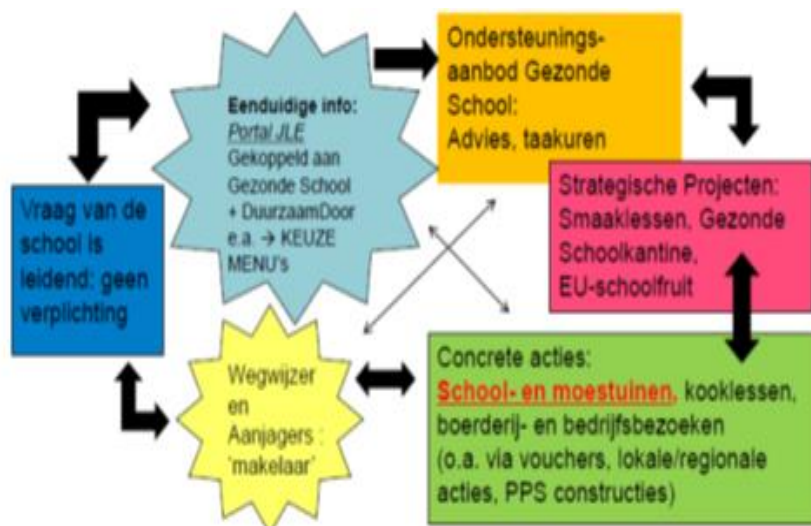 Vraag van de
school is
leidend: geen
verplichting
Eenduidige info:
Portal JLE
Gekoppeld aan
Gezonde School
+ DuurzaamDoor
e.a. → KEUZE
MENU's
Ondersteunings-
aanbod Gezonde
School:
Advies, taakuren
Strategische Projecten:
Smaaklessen, Gezonde
Schoolkantine,
EU-schoolfruit
Wegwijzer
en
Aanjagers :
'makelaar'
Concrete acties:
School- en moestuinen, kooklessen,
boerderij- en bedrijfsbezoeken
(o.a. via vouchers, lokale/regionale
acties, PPS constructies)